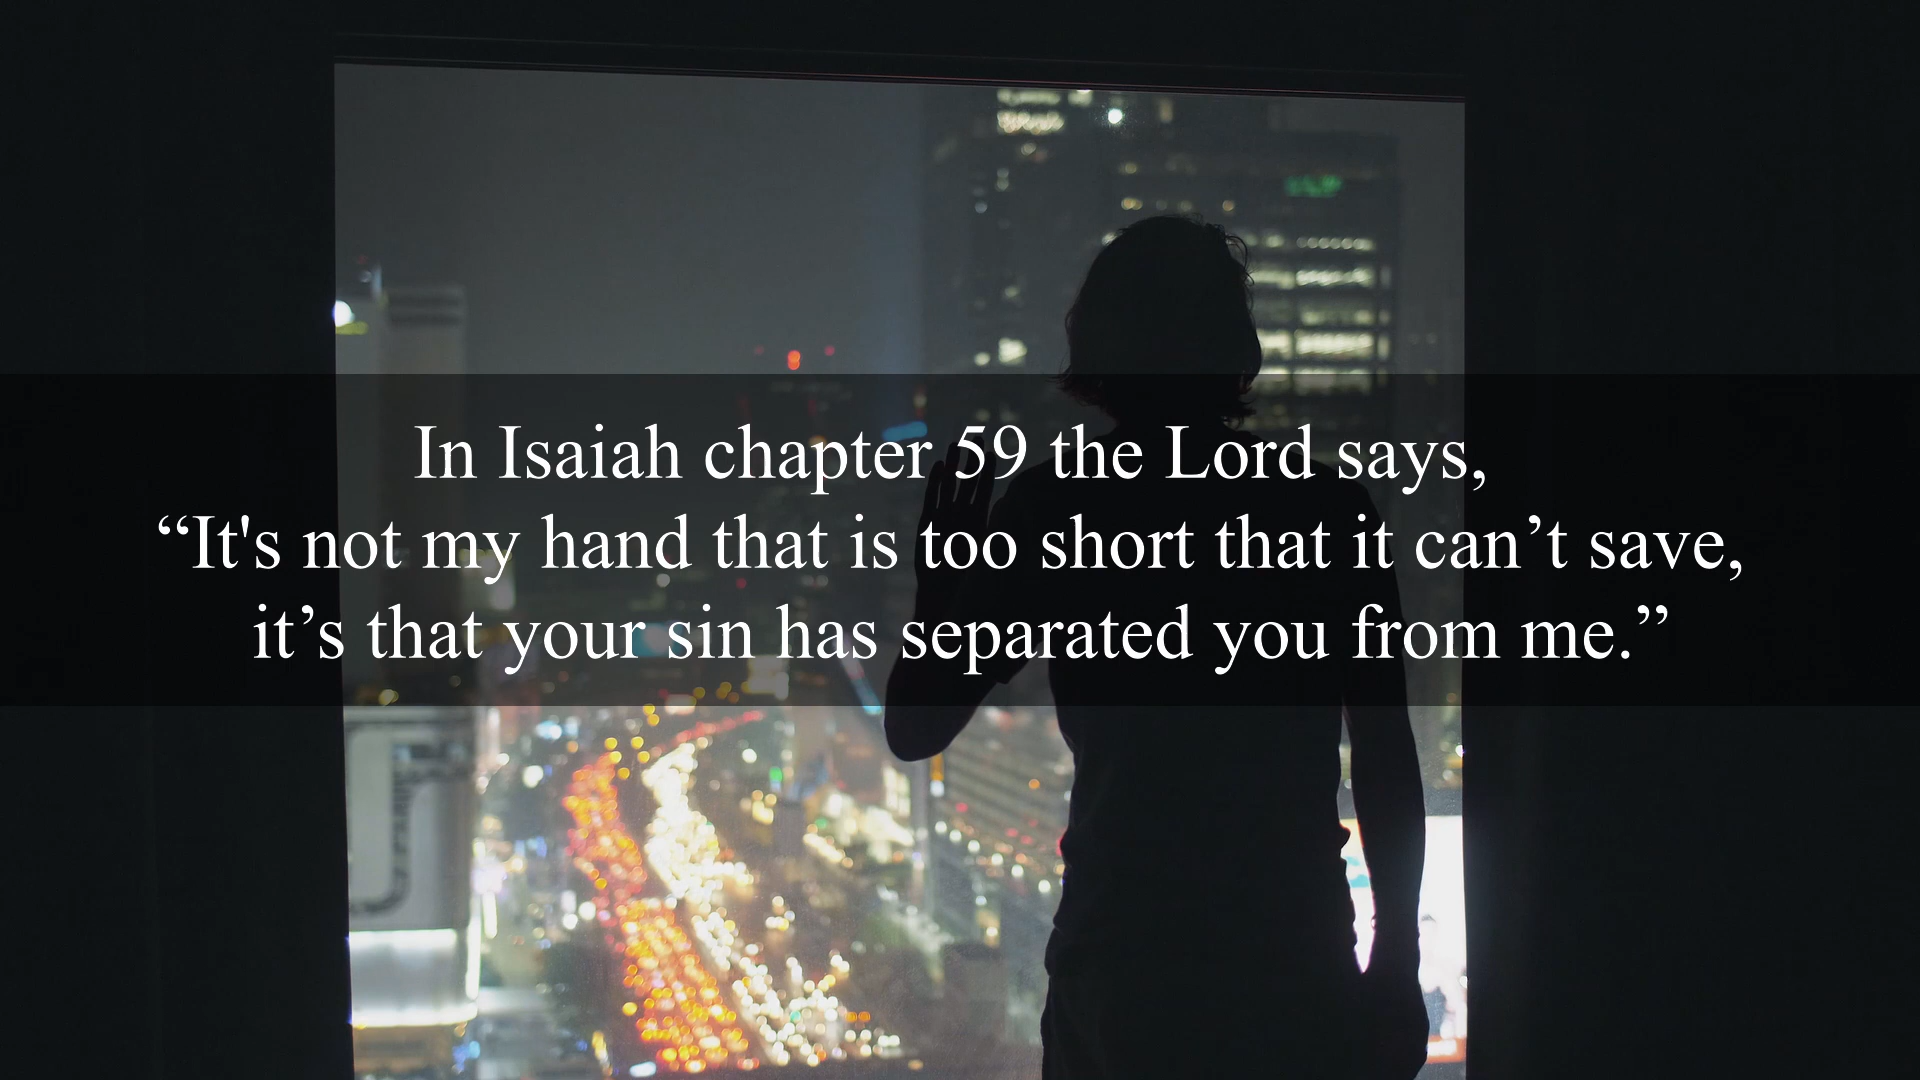 In Isaiah chapter 59 the Lord says,
“It's not my hand that is too short that it can’t save,
it’s that your sin has separated you from me.”